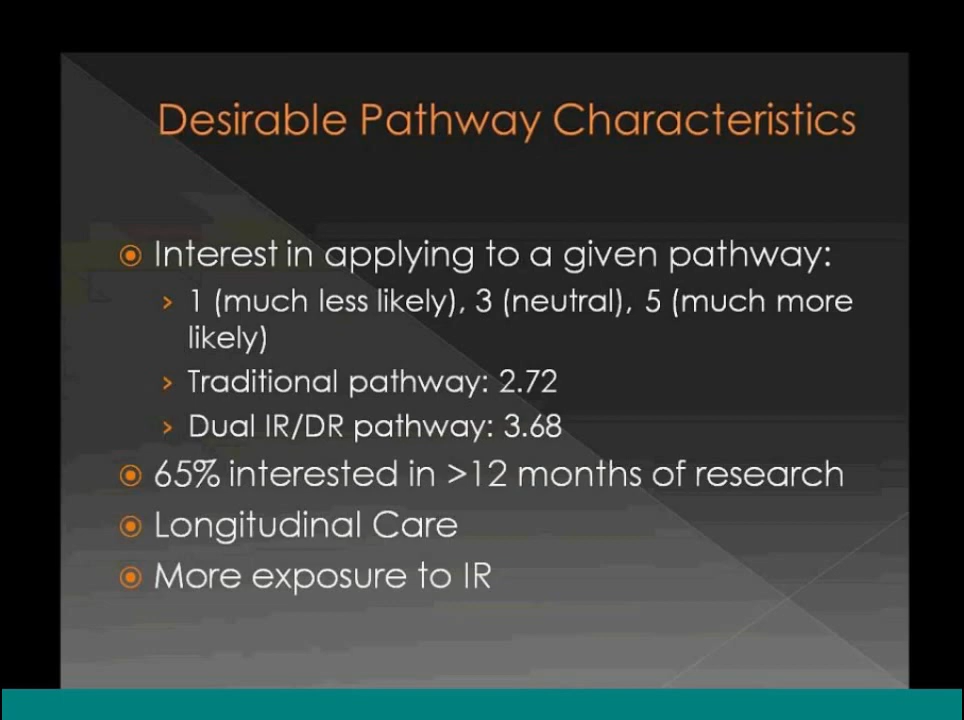 Desirable Pathway Characteristics
Interest in applying to a given pathway:
1 (much less likely), 3 (neutral), 5 (much more
likely)
Traditional pathway: 2.72
Dual IR/DR pathway: 3.68
65% interested in >12 months of research
Longitudinal Care
More exposure to IR